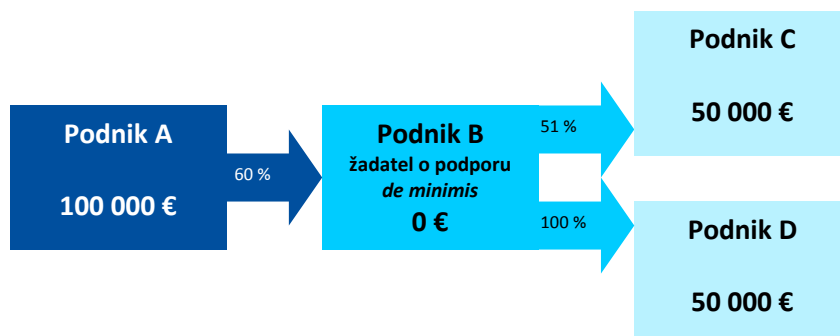 Podnik A
100 000 €
60 %
Podnik B
žadatel o podporu
de minimis
0 €
51 %
100 %
Podnik C
50 000 €
Podnik D
50 000 €